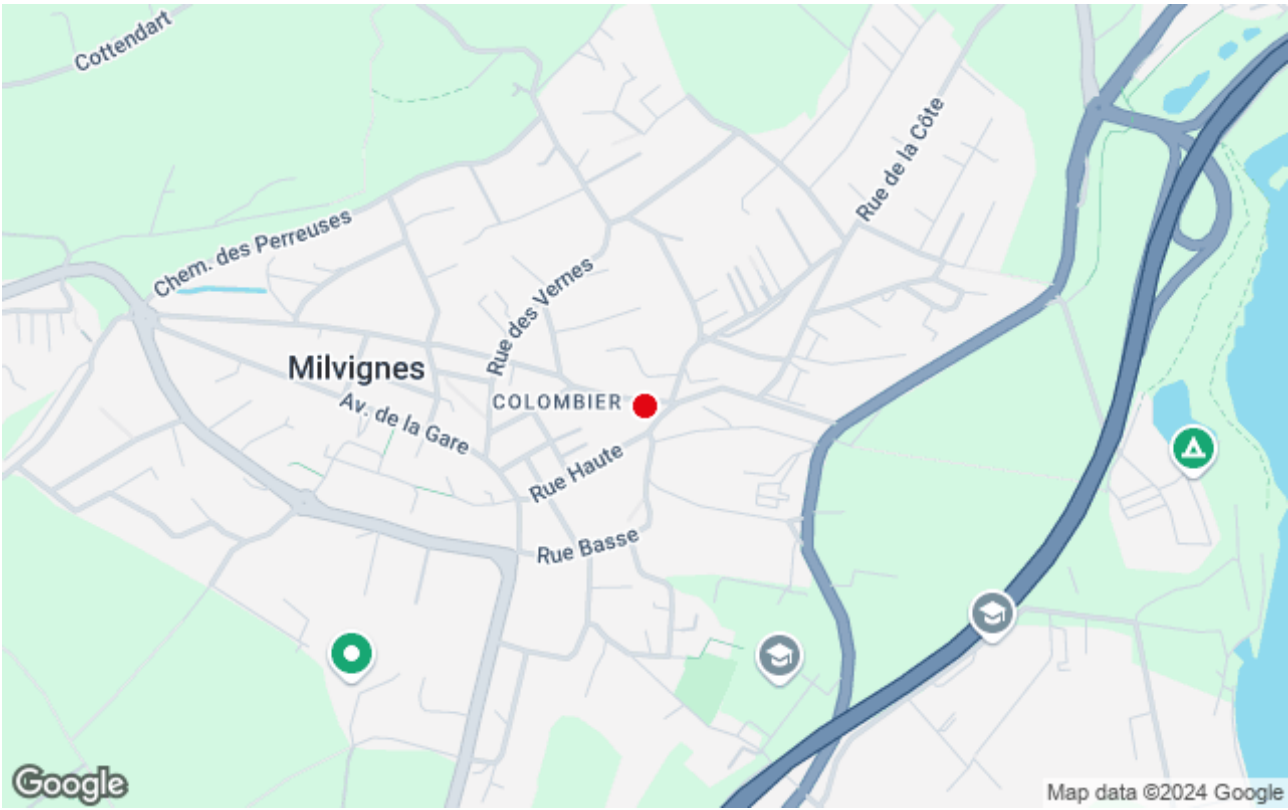 Cottendart
Rue de la Côte
Chem. des Perreuses
Rue des Vernes
Milvignes
COLOMBIER
Av. de la Gare
Rue Haute
Rue Basse
Google
Map data ©2024 Google